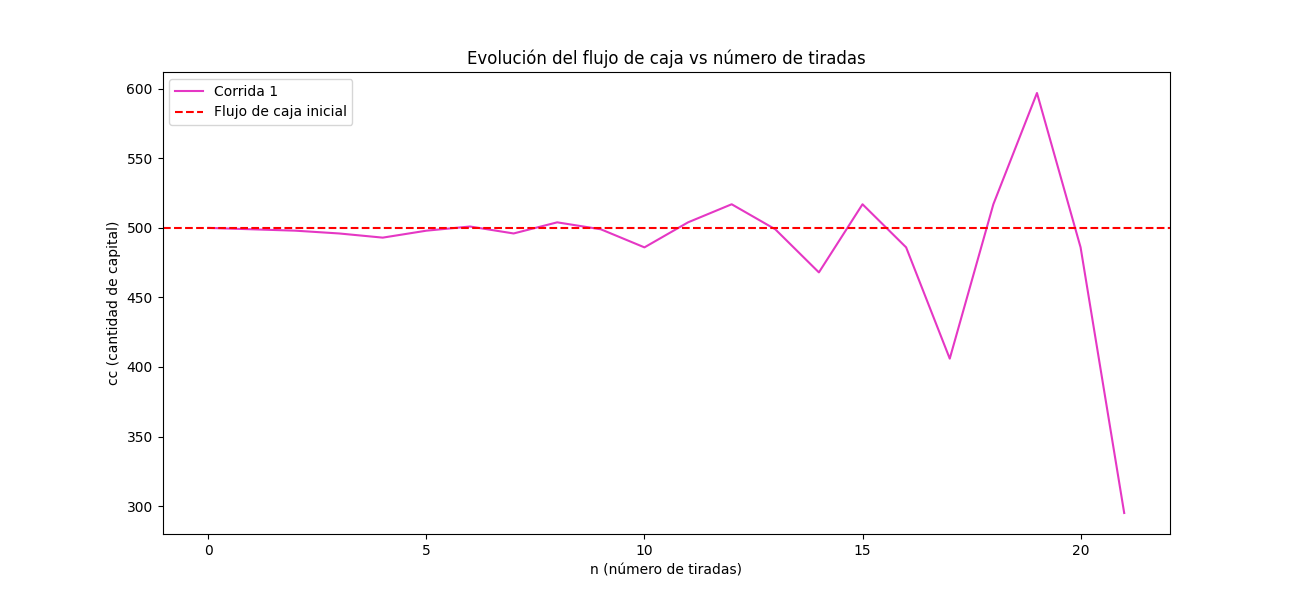 Evolución del flujo de caja vs número de tiradas
Corrida 1
Flujo de caja inicial
cc (cantidad de capital)
600
550
500
450
400
350
300
0 5 10 15 20
n (número de tiradas)